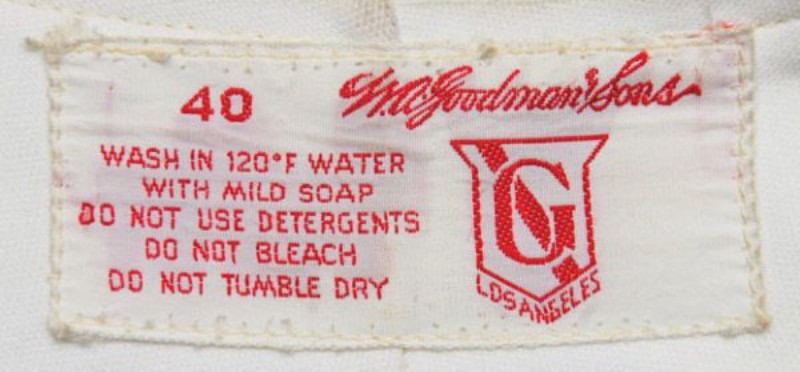 40
WASH IN 120°F WATER
WITH MILD SOAP
DO NOT USE DETERGENTS
DO NOT BLEACH
DO NOT TUMBLE DRY
Wm. Goodman & Sons
G
LOS ANGELES